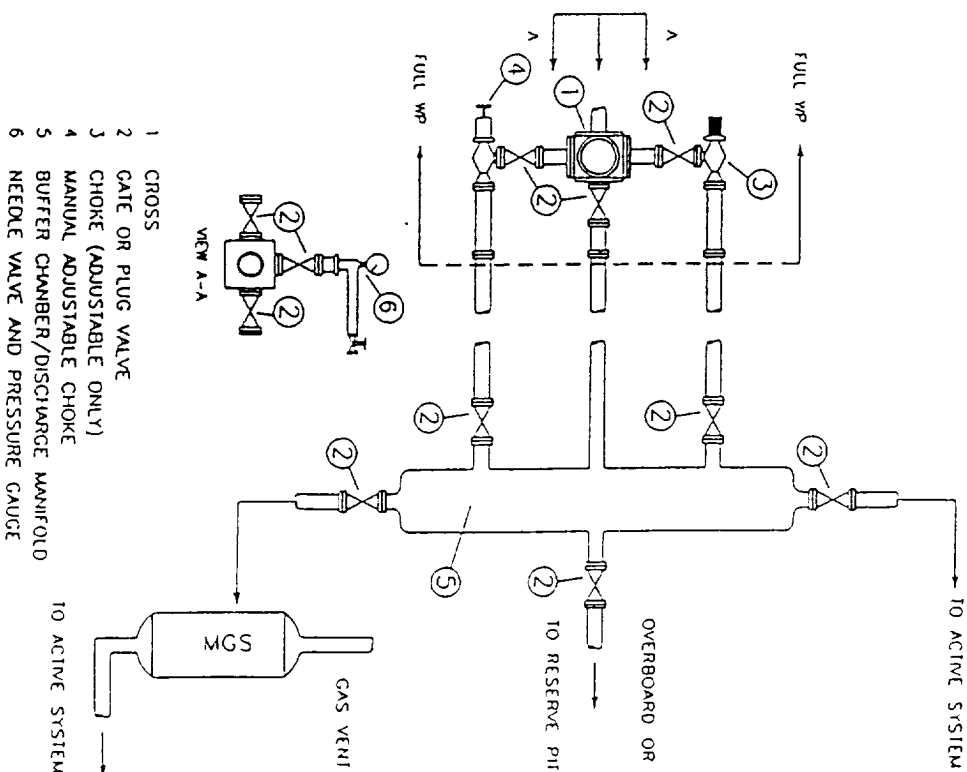 A
A
FULL WP
FULL WP
4
1
2
3
2
2
2
2
2
6
VIEW A-A
1 CROSS
2 GATE OR PLUG VALVE
3 CHOKE (ADJUSTABLE ONLY)
4 MANUAL ADJUSTABLE CHOKE
5 BUFFER CHANBER/DISCHARGE MANIFOLD
6 NEEDLE VALVE AND PRESSURE GAUGE
2
2
2
2
2
5
OVERBOARD OR
TO RESERVE PIT
TO ACTIVE SYSTEM
MGS
GAS VENT
TO ACTIVE SYSTEM